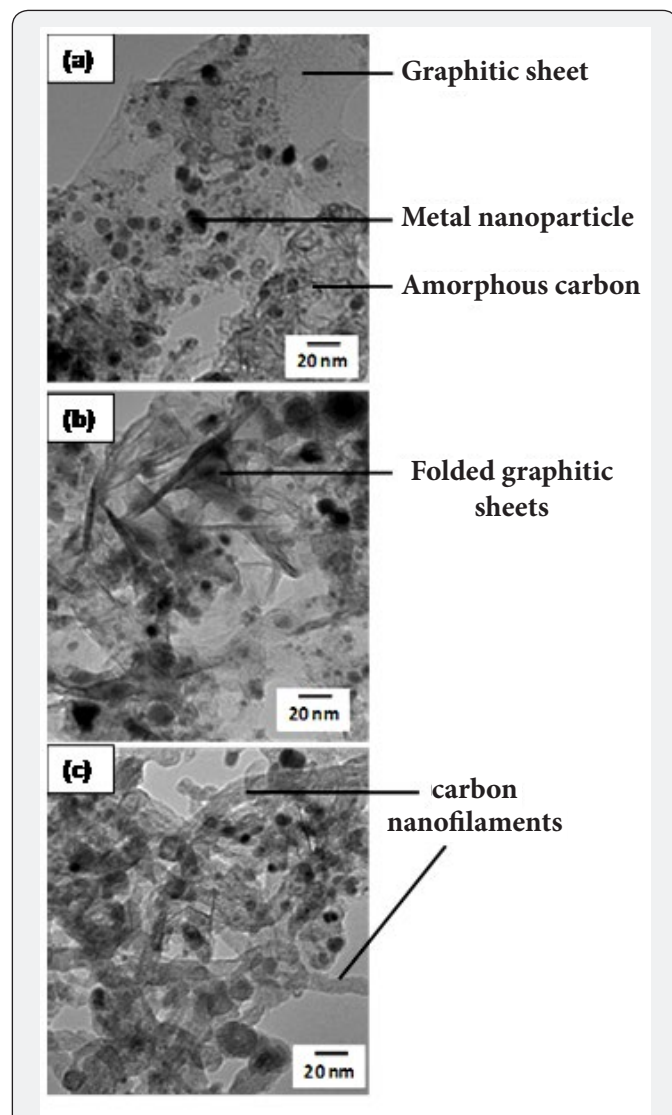 (a)
Graphitic sheet
Metal nanoparticle
Amorphous carbon
20 nm
(b)
Folded graphitic
sheets
20 nm
(c)
carbon
nanofilaments
20 nm